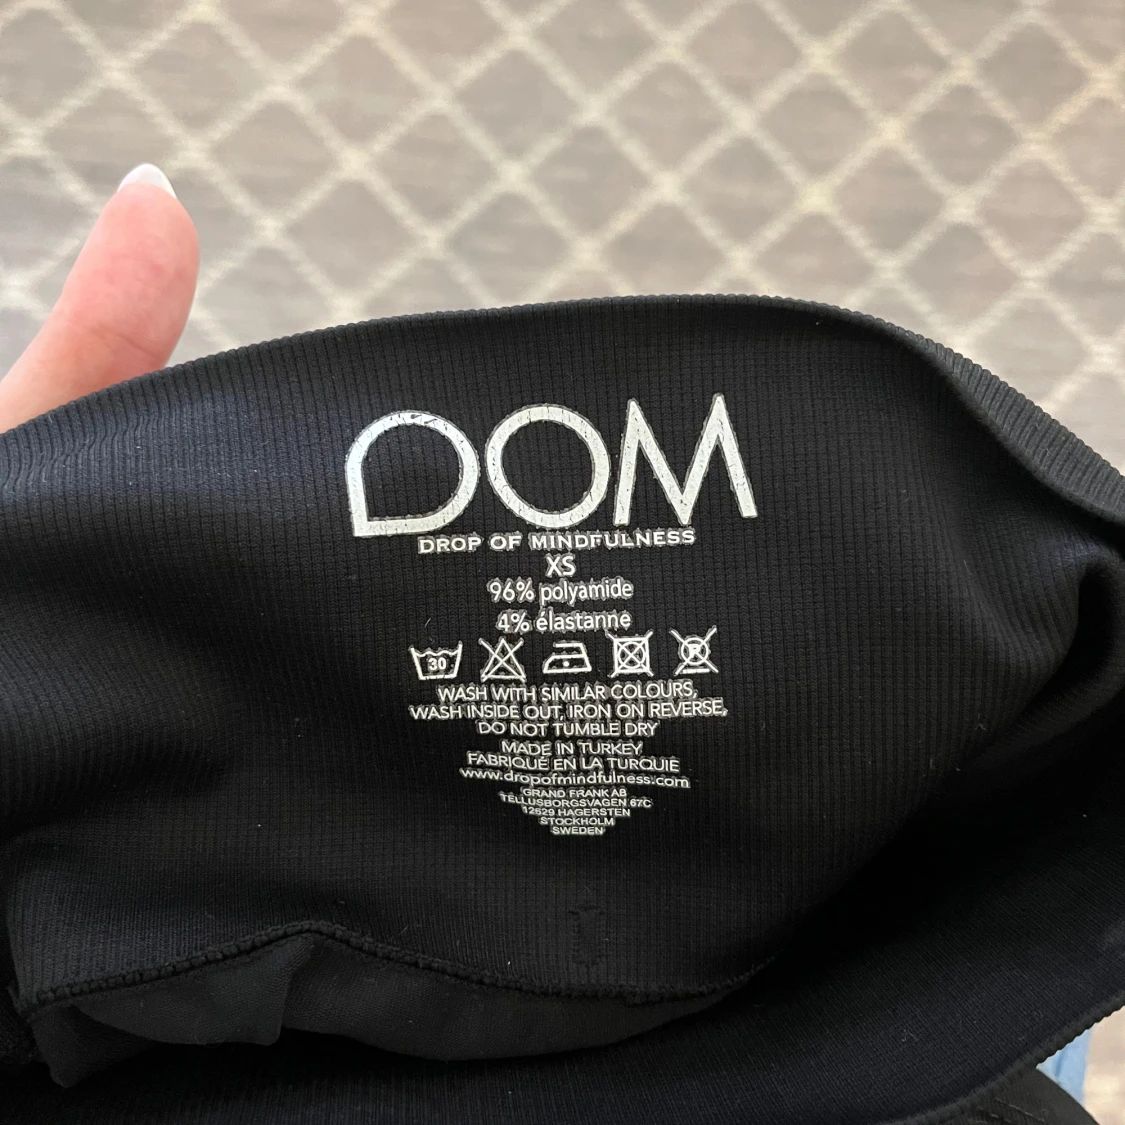 DOM
DROP OF MINDFULNESS
XS
96% polyamide
4% élastanne
30 P
WASH WITH SIMILAR COLOURS,
WASH INSIDE OUT, IRON ON REVERSE,
DO NOT TUMBLE DRY
MADE IN TURKEY
FABRIQUÉ EN LA TURQUIE
www.dropofmindfulness.com
GRAND FRANK AB
TELLUSBORGSVAGEN 67C
12629 HAGERSTEN
STOCKHOLM
SWEDEN